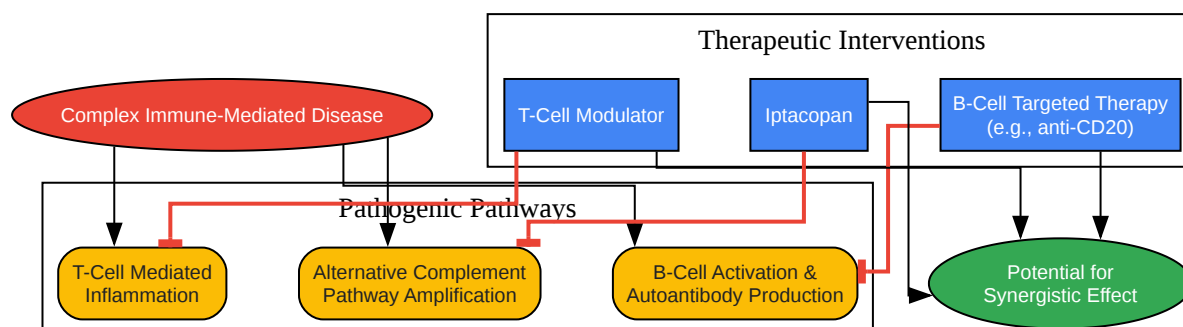 Therapeutic Interventions
Complex Immune-Mediated Disease
T-Cell Modulator
Iptacopan
B-Cell Targeted Therapy
(e.g., anti-CD20)
Pathogenic Pathways
T-Cell Mediated
Inflammation
Alternative Complement
Pathway Amplification
B-Cell Activation &
Autoantibody Production
Potential for
Synergistic Effect